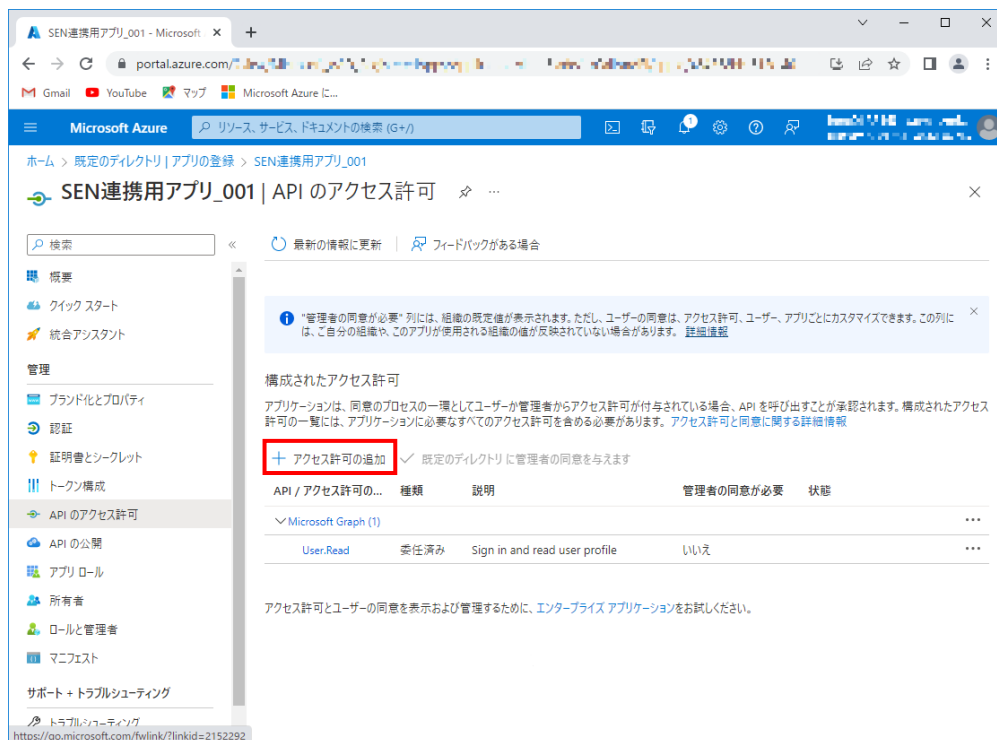 SEN連携用アプリ_001 - Microsoft
portal.azure.com/
Gmail YouTube マップ Microsoft Azure に...
Microsoft Azure リソース、サービス、ドキュメントの検索 (G+/) 1
ホーム > 既定のディレクトリ | アプリの登録 > SEN連携用アプリ_001
SEN連携用アプリ_001 | API のアクセス許可 ...
検索
概要
クイック スタート
統合アシスタント
管理
ブランド化とプロパティ
認証
証明書とシークレット
トークン構成
API のアクセス許可
API の公開
アプリ ロール
所有者
ロールと管理者
マニフェスト
サポート + トラブルシューティング
トラブルシューティング
https://go.microsoft.com/fwlink/?linkid=2152292
最新の情報に更新 フィードバックがある場合
"管理者の同意が必要" 列には、組織の既定値が表示されます。ただし、ユーザーの同意は、アクセス許可、ユーザー、アプリごとにカスタマイズできます。この列に
は、ご自分の組織や、このアプリが使用される組織の値が反映されていない場合があります。 詳細情報
構成されたアクセス許可
アプリケーションは、同意のプロセスの一環としてユーザーか管理者からアクセス許可が付与されている場合、API を呼び出すことが承認されます。構成されたアクセス
許可の一覧には、アプリケーションに必要なすべてのアクセス許可を含める必要があります。 アクセス許可と同意に関する詳細情報
アクセス許可の追加 既定のディレクトリ に管理者の同意を与えます
API / アクセス許可の... 種類 説明 管理者の同意が必要 状態
Microsoft Graph (1) ...
User.Read 委任済み Sign in and read user profile いいえ ...
アクセス許可とユーザーの同意を表示および管理するために、エンタープライズ アプリケーションをお試しください。